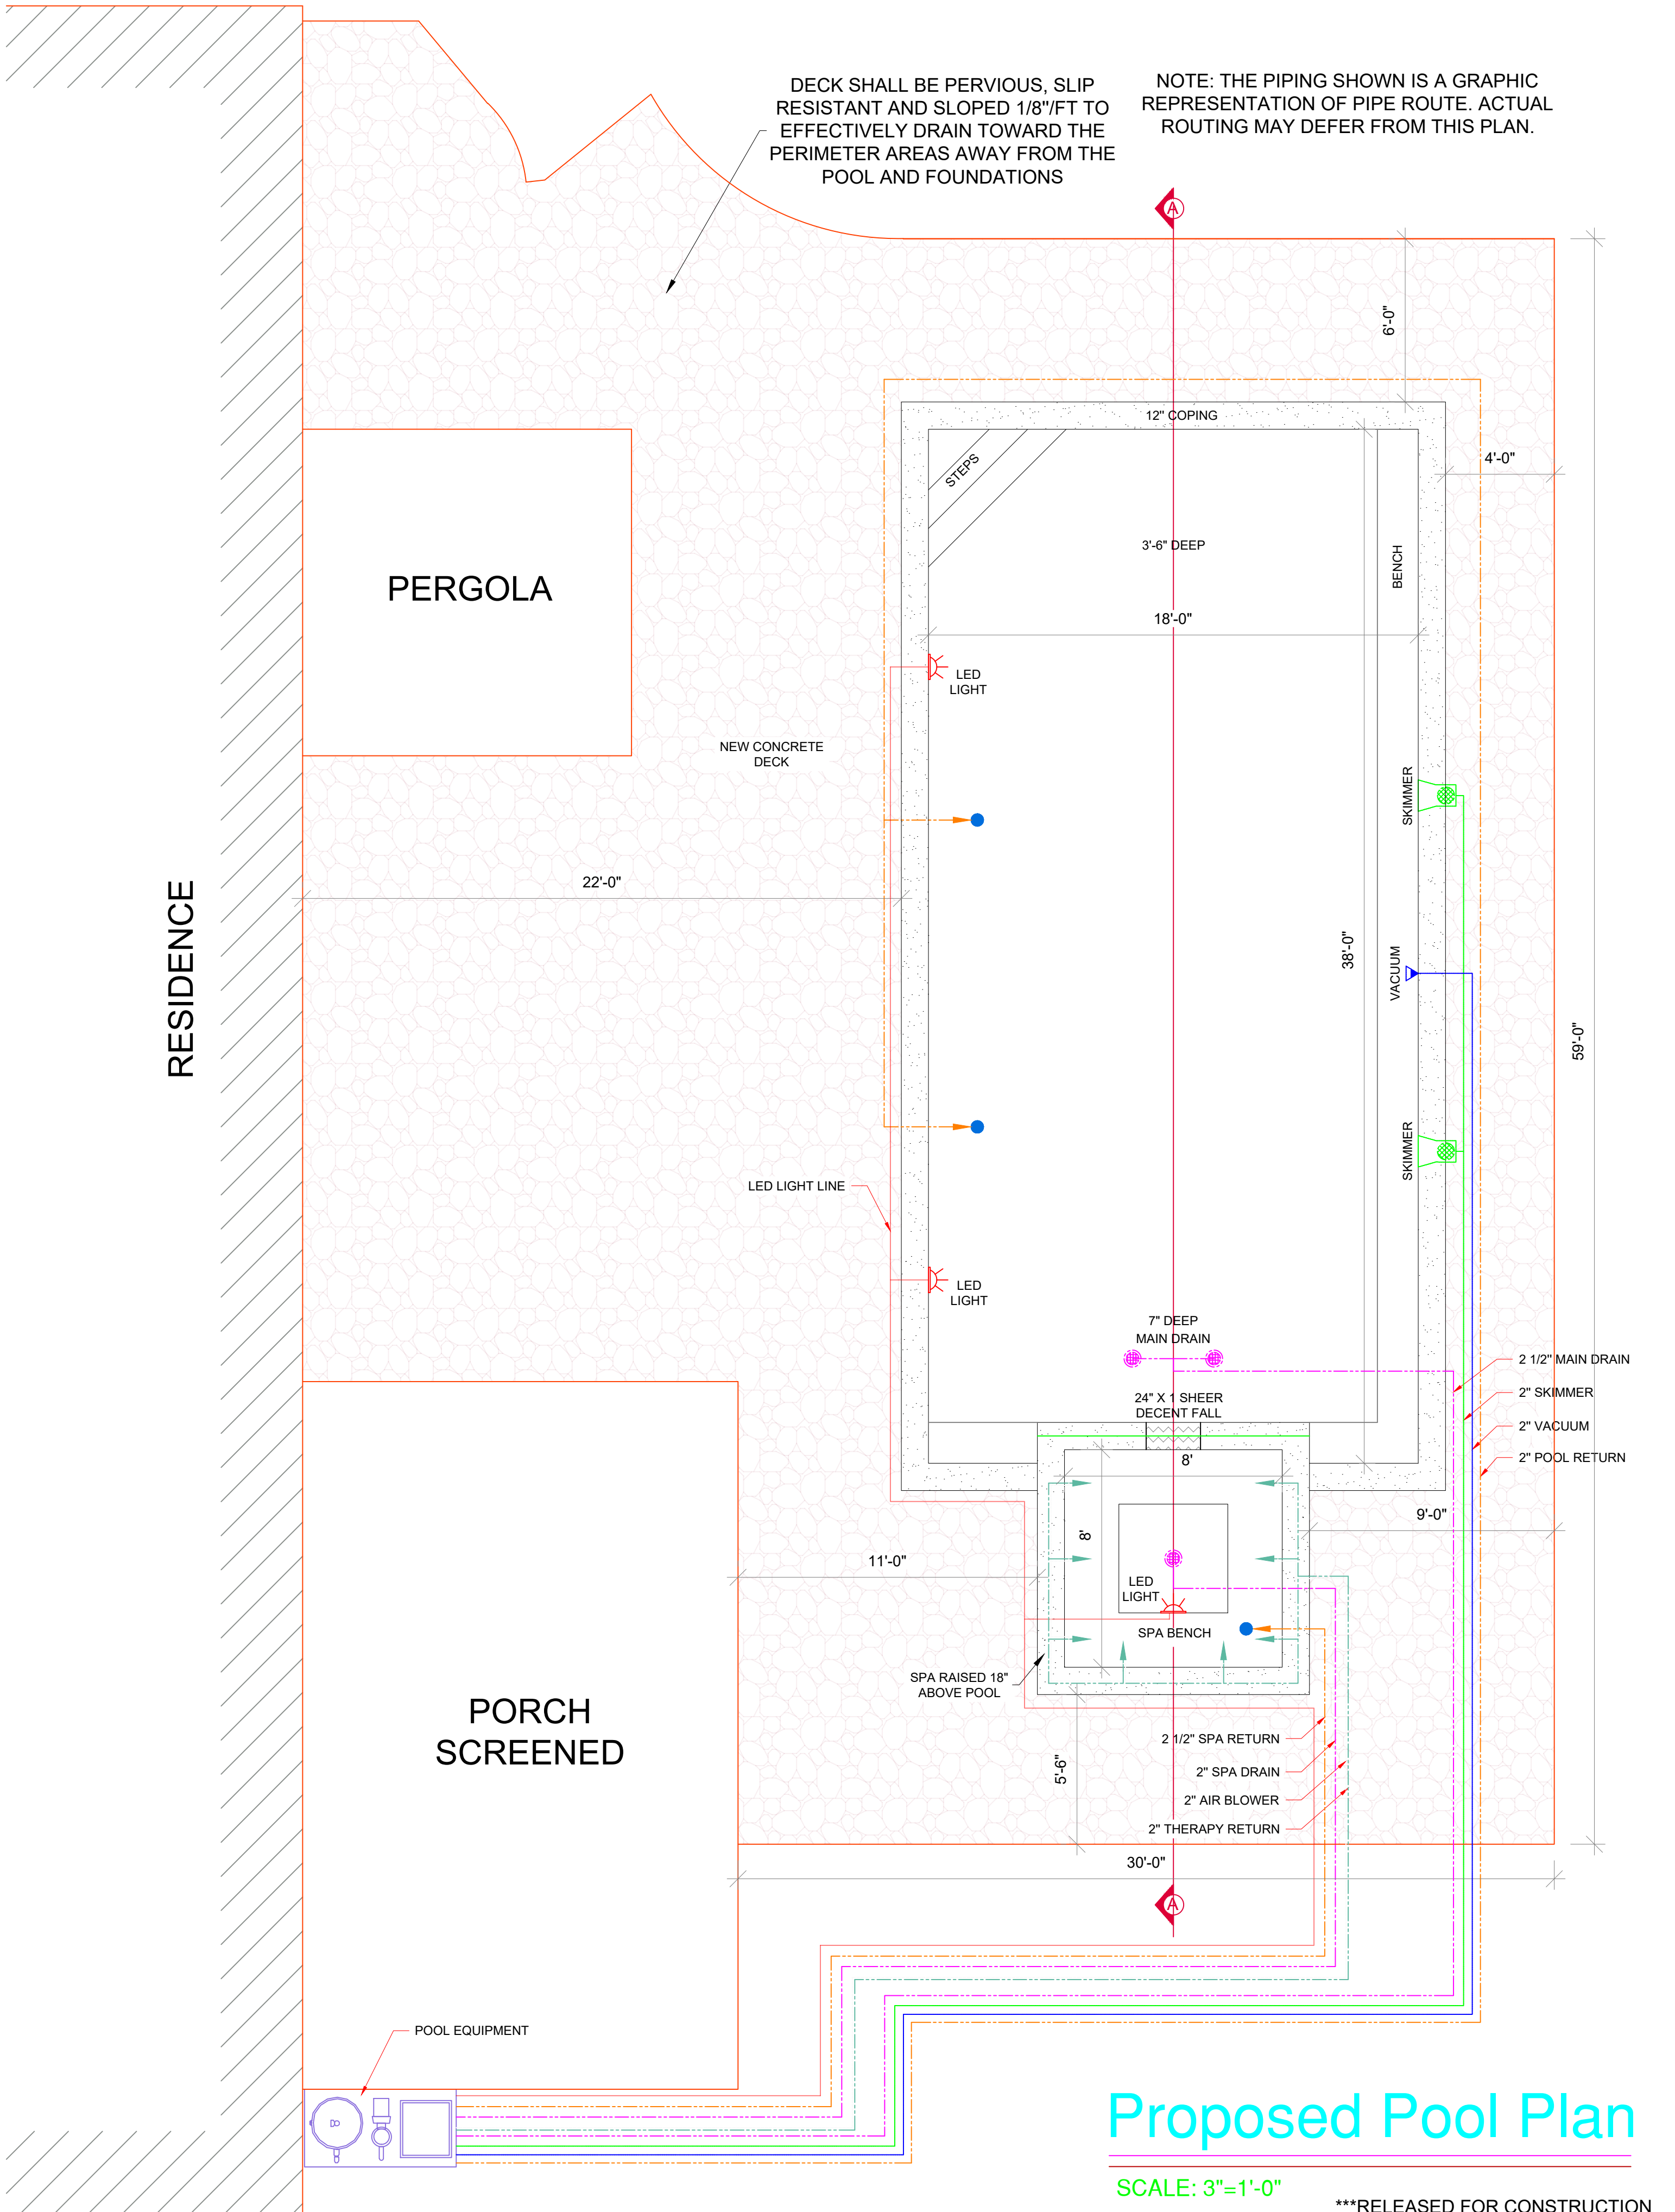 DECK SHALL BE PERVIOUS, SLIP
RESISTANT AND SLOPED 1/8"/FT TO
EFFECTIVELY DRAIN TOWARD THE
PERIMETER AREAS AWAY FROM THE
POOL AND FOUNDATIONS
NOTE: THE PIPING SHOWN IS A GRAPHIC
REPRESENTATION OF PIPE ROUTE. ACTUAL
ROUTING MAY DEFER FROM THIS PLAN.
A
6'-0"
12" COPING
4'-0"
STEPS
3'-6" DEEP
BENCH
PERGOLA
18'-0"
LED
LIGHT
NEW CONCRETE
DECK
SKIMMER
22'-0"
RESIDENCE
38'-0"
VACUUM
59'-0"
SKIMMER
LED LIGHT LINE
LED
LIGHT
7" DEEP
MAIN DRAIN
2 1/2" MAIN DRAIN
2" SKIMMER
2" VACUUM
2" POOL RETURN
24" X 1 SHEER
DECENT FALL
8'
8'
9'-0"
11'-0"
LED
LIGHT
SPA BENCH
SPA RAISED 18"
ABOVE POOL
PORCH
SCREENED
2 1/2" SPA RETURN
2" SPA DRAIN
2" AIR BLOWER
2" THERAPY RETURN
5'-6"
30'-0"
A
POOL EQUIPMENT
Proposed Pool Plan
SCALE: 3"=1'-0"
***RELEASED FOR CONSTRUCTION